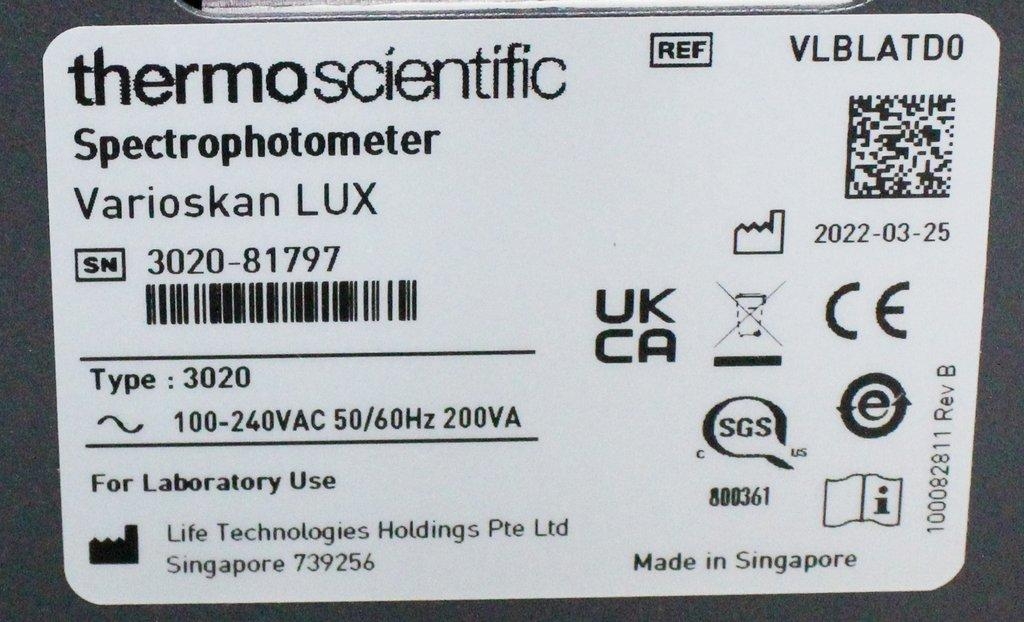 thermoscientific
REF VLBLATD0
Spectrophotometer
Varioskan LUX
2022-03-25
SN 3020-81797
UK
CA
CE
Type : 3020
100-240VAC 50/60Hz 200VA
e
SGS
C US
800361
i
For Laboratory Use
Life Technologies Holdings Pte Ltd
Singapore 739256
Made in Singapore
100082811 Rev B